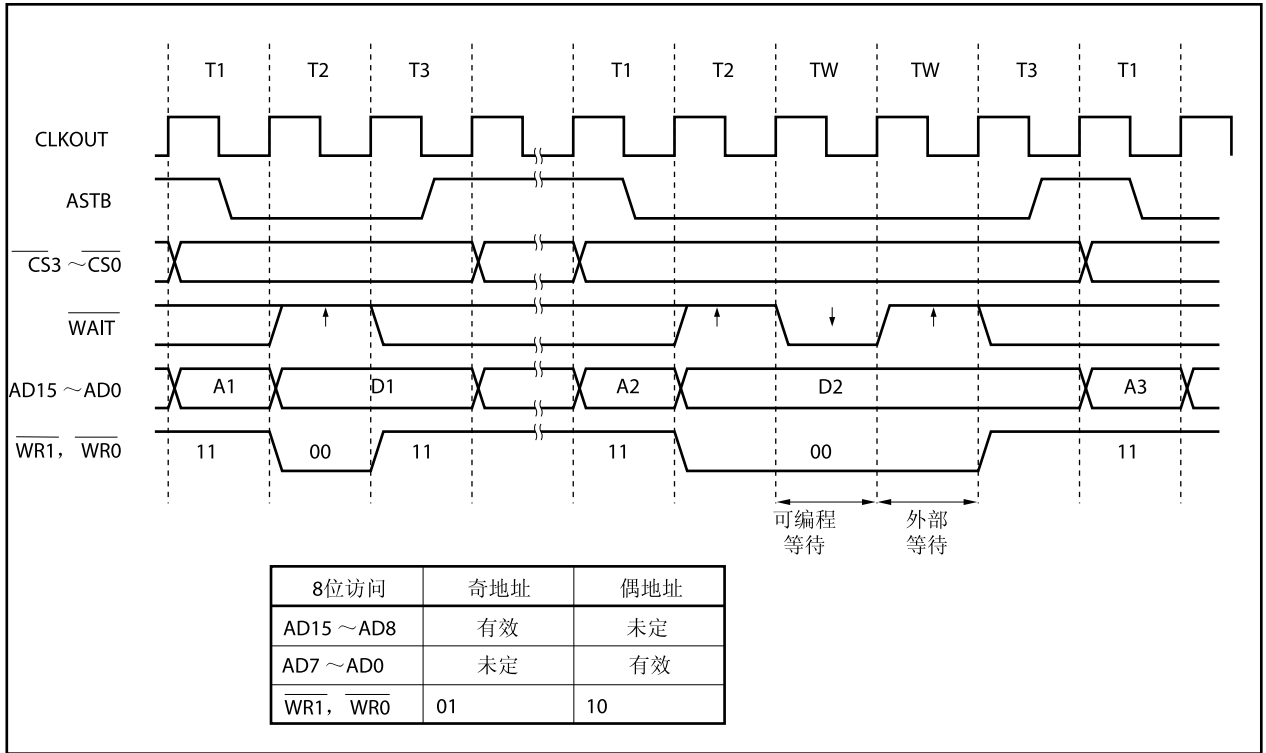 T1 T2 T3 T1 T2 TW TW T3 T1
CLKOUT
ASTB
CS3 ～CS0
WAIT
AD15 ～AD0 A1 D1 A2 D2 A3
WR1， WR0 11 00 11 11 00 11
可编程 外部
等待 等待
8位访问 奇地址 偶地址
AD15 ～AD8 有效 未定
AD7 ～AD0 未定 有效
WR1， WR0 01 10